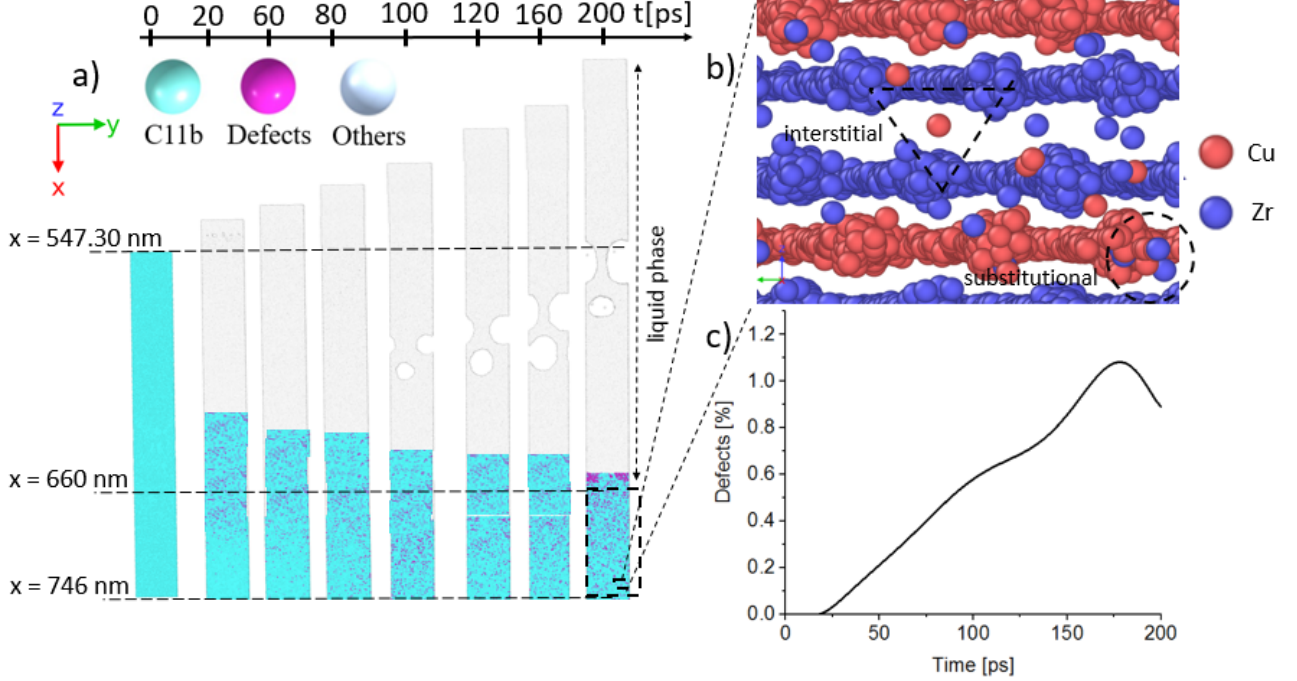 0 20 60 80 100 120 160 200 t[ps]
a)
C11b Defects Others
z
y
x
x = 547.30 nm
x = 660 nm
x = 746 nm
liquid phase
b)
interstitial
substitutional
Cu
Zr
c)
1.2
1.0
0.8
0.6
0.4
0.2
0.0
Defects [%]
0 50 100 150 200
Time [ps]